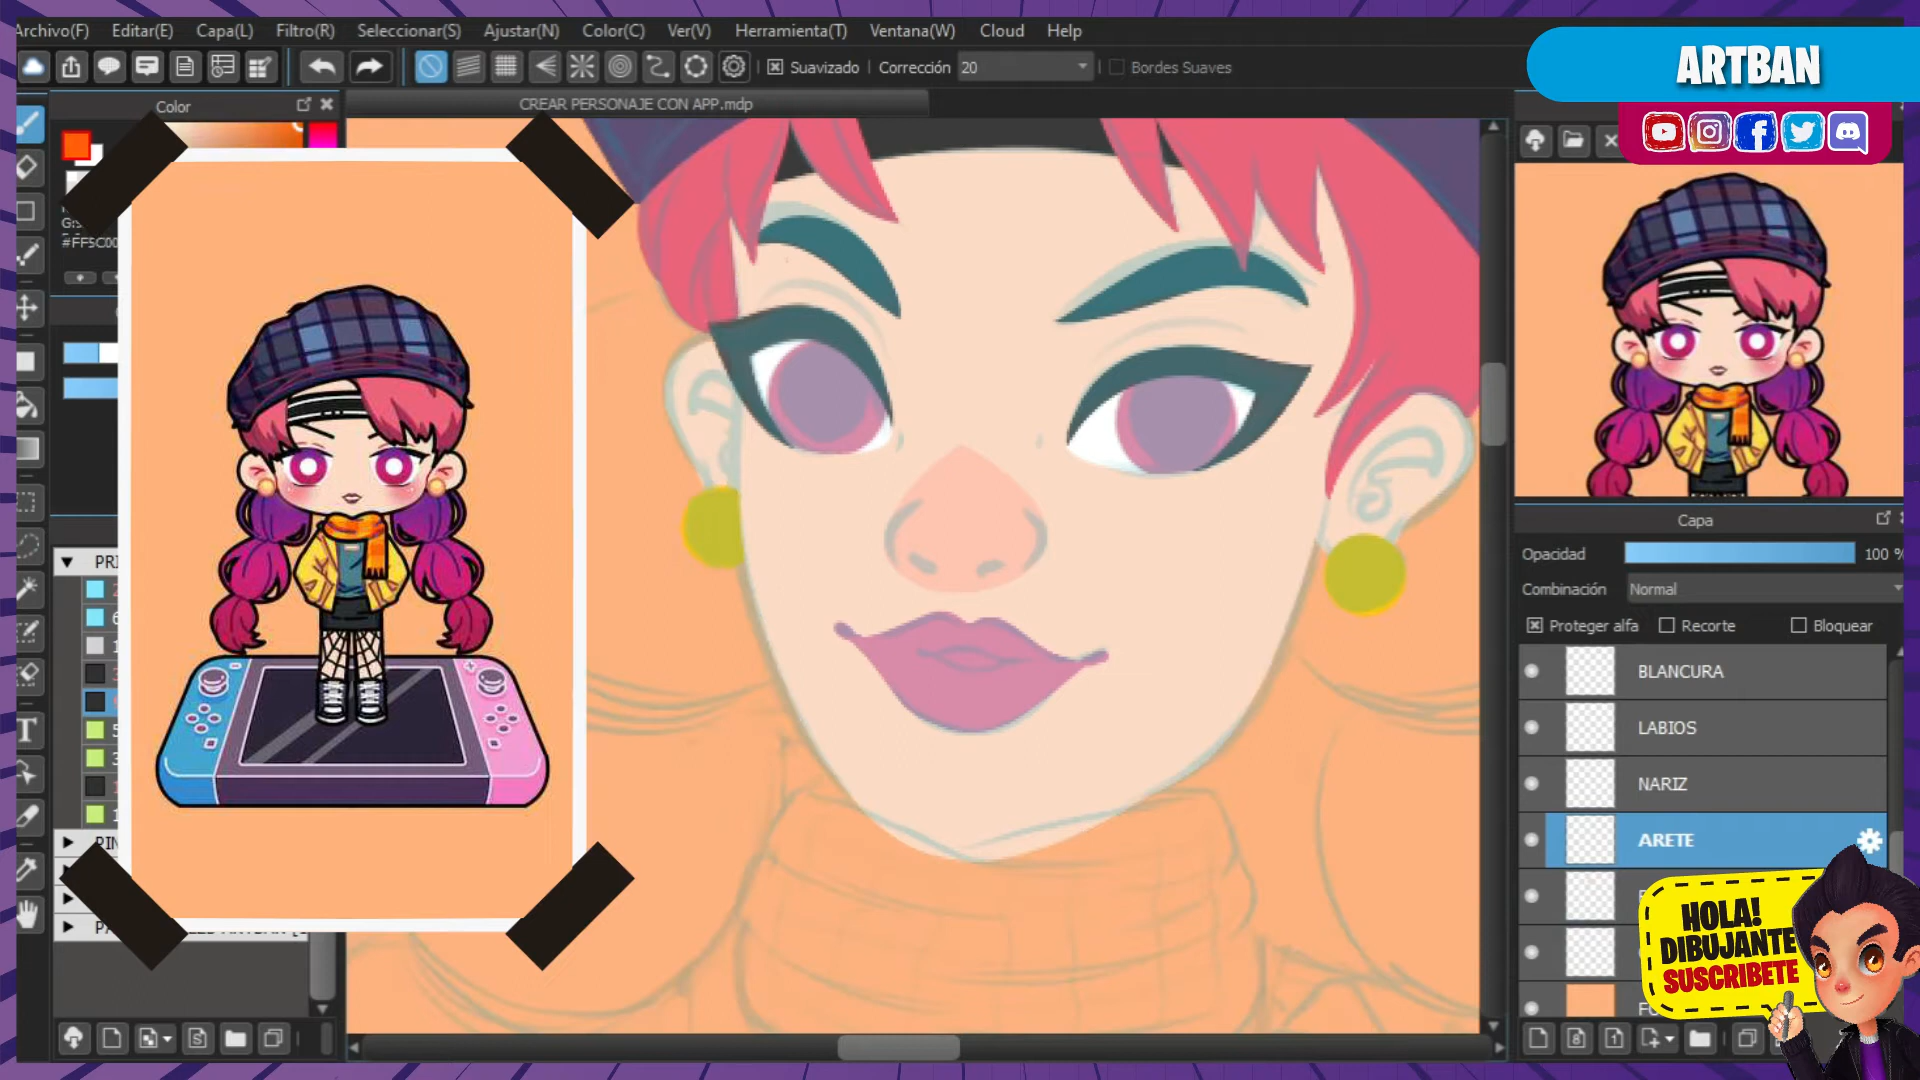 Archivo(F) Editar(E) Capa(L) Filtro(R) Seleccionar(S) Ajustar(N) Color(C) Ver(V) Herramienta(T) Ventana(W) Cloud Help
Suavizado Corrección 20 Bordes Suaves
ARTBAN
Color
CREAR PERSONAJE CON APP.mdp
#FF5C00
PRI
Capa
Opacidad 100 %
Combinación Normal
Proteger alfa Recorte Bloquear
BLANCURA
LABIOS
NARIZ
ARETE
PIN
HOLA!
DIBUJANTE
SUSCRIBETE